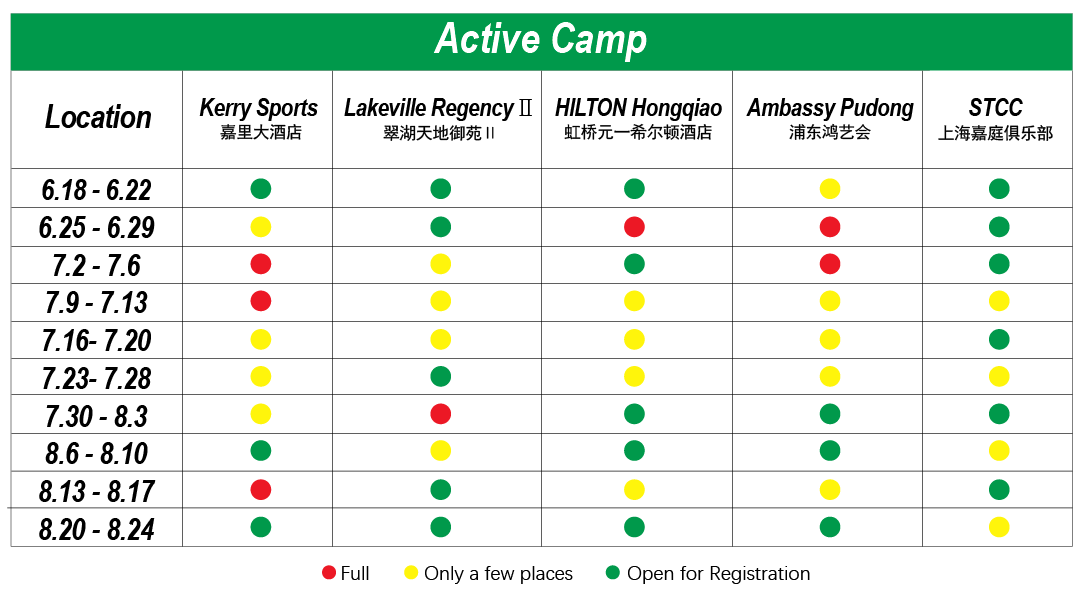 Active Camp
Location
Kerry Sports
嘉里大酒店
Lakeville Regency Ⅱ
翠湖天地御苑Ⅱ
HILTON Hongqiao
虹桥元一希尔顿酒店
Ambassy Pudong
浦东鸿艺会
STCC
上海嘉庭俱乐部
6.18 - 6.22
6.25 - 6.29
7.2 - 7.6
7.9 - 7.13
7.16- 7.20
7.23- 7.28
7.30 - 8.3
8.6 - 8.10
8.13 - 8.17
8.20 - 8.24
Full Only a few places Open for Registration